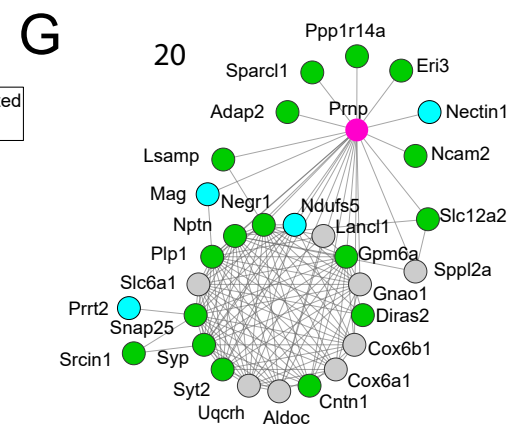 G
20
ted
Ppp1r14a
Sparcl1
Eri3
Adap2
Prnp
Nectin1
Lsamp
Ncam2
Mag
Negr1
Ndufs5
Nptn
Lancl1
Slc12a2
Plp1
Gpm6a
Sppl2a
Slc6a1
Gnao1
Prrt2
Diras2
Snap25
Srcin1
Syp
Cox6b1
Syt2
Cox6a1
Uqcrh
Aldoc
Cntn1